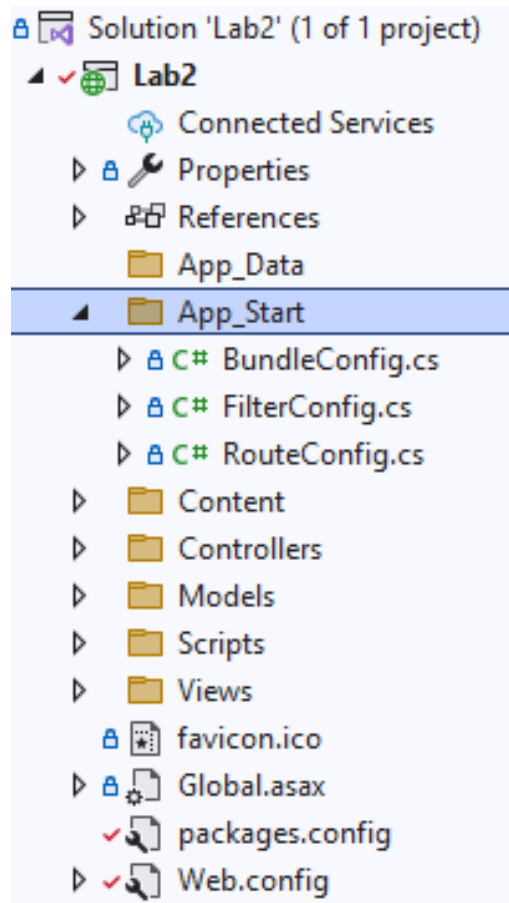 Solution 'Lab2' (1 of 1 project)
Lab2
Connected Services
Properties
References
App_Data
App_Start
C# BundleConfig.cs
C# FilterConfig.cs
C# RouteConfig.cs
Content
Controllers
Models
Scripts
Views
favicon.ico
Global.asax
packages.config
Web.config